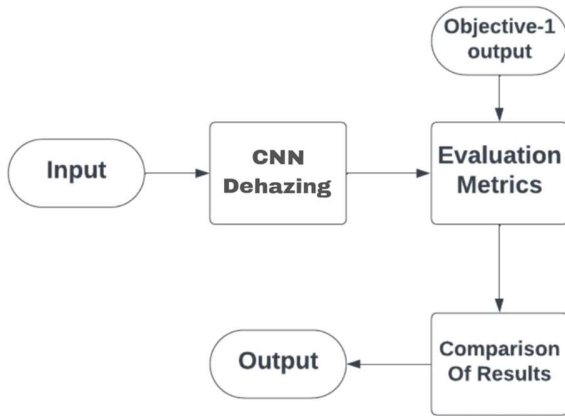 Objective-1
output
Input
CNN
Dehazing
Evaluation
Metrics
Output
Comparison
Of Results